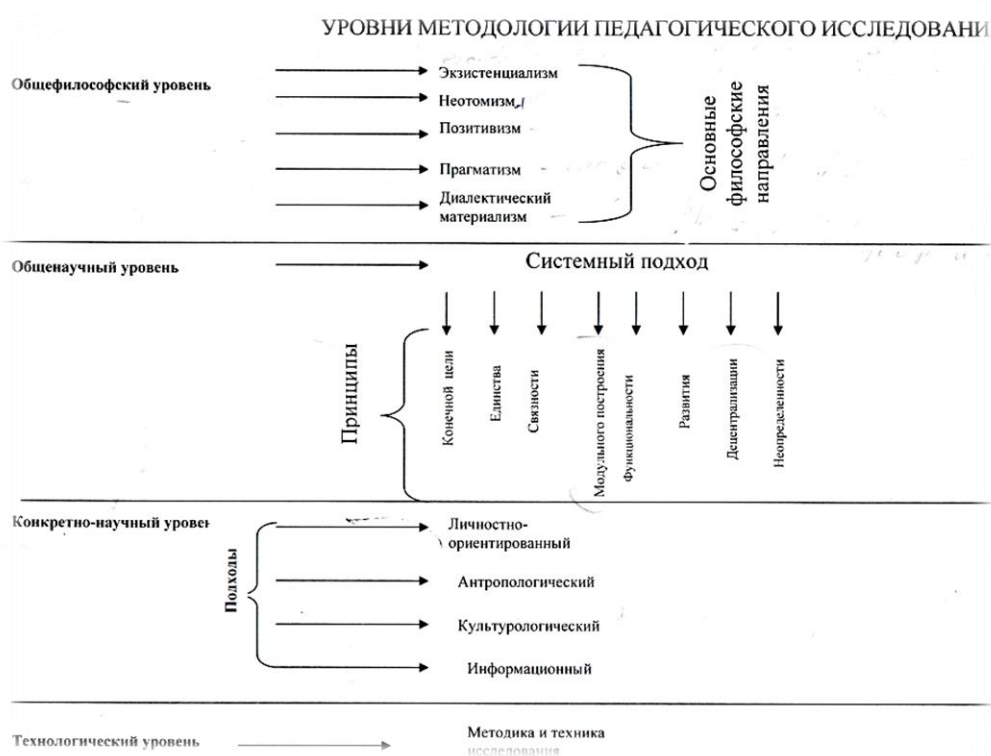 УРОВНИ МЕТОДОЛОГИИ ПЕДАГОГИЧЕСКОГО ИССЛЕДОВАНИ
Общефилософский уровень
Экзистенциализм
Неотомизм
Позитивизм
Прагматизм
Диалектический
материализм
Основные
философские
направления
Общенаучный уровень
Системный подход
Принципы
Конечной цели
Единства
Связности
Модульного построения
Функциональности
Развития
Децентрализации
Неопределенности
Конкретно-научный уровен
Подходы
Личностно-
ориентированный
Антропологический
Культурологический
Информационный
Технологический уровень
Методика и техника
исследования